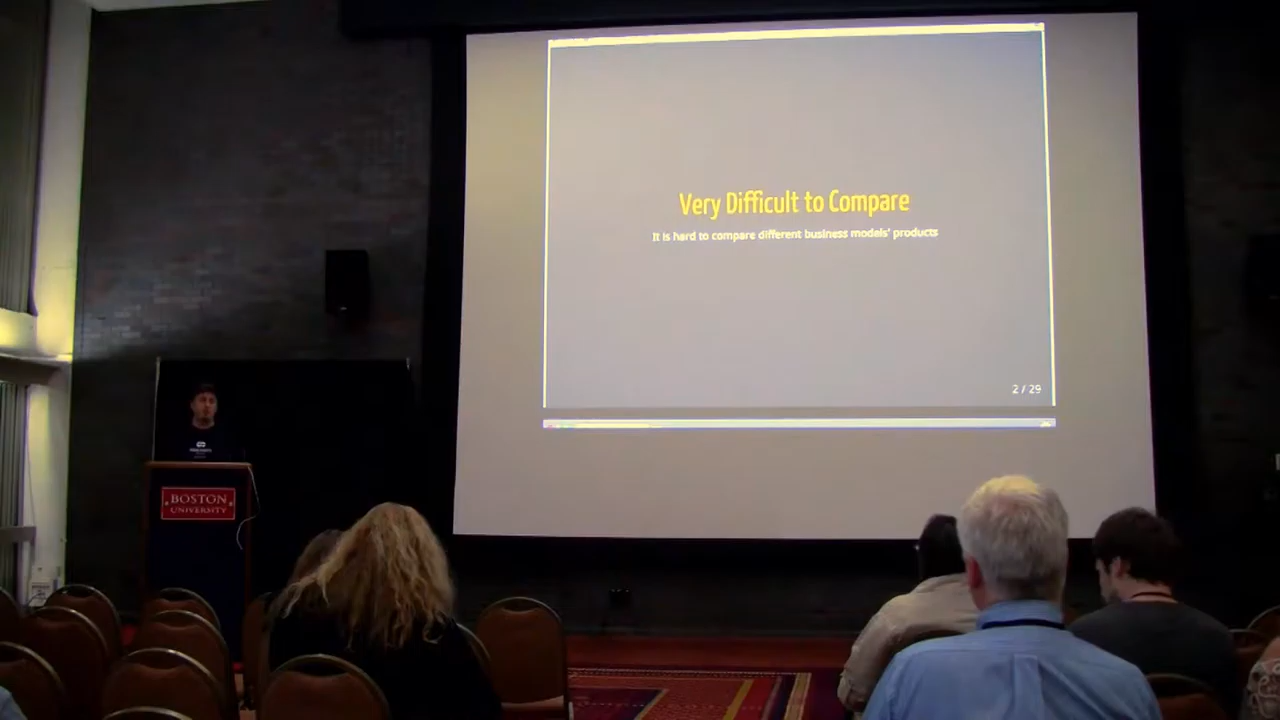 Very Difficult to Compare
It is hard to compare different business models' products
2 / 29
BOSTON
UNIVERSITY